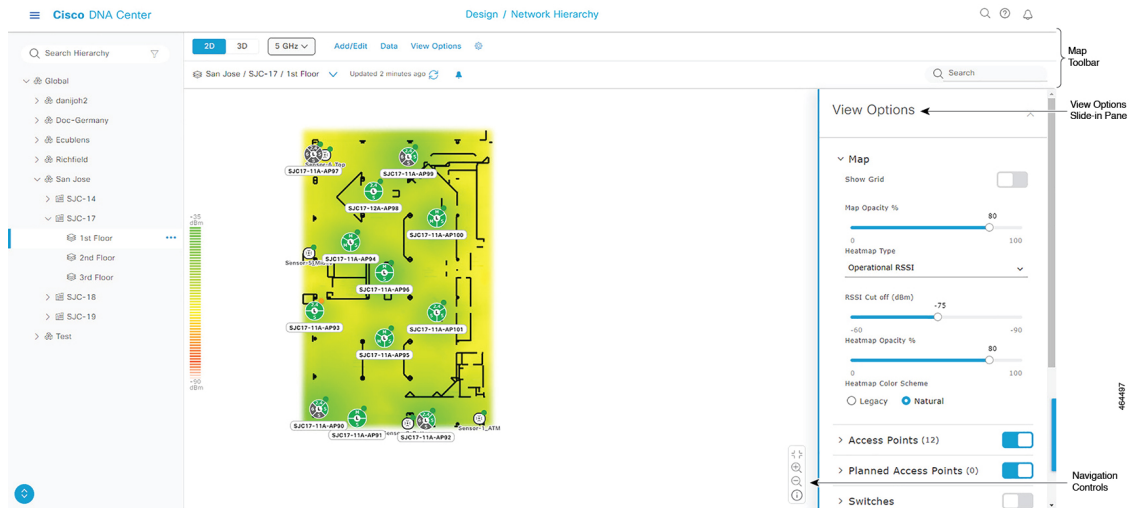 Cisco DNA Center
Design / Network Hierarchy
2D 3D 5 GHz Add/Edit Data View Options
Map
Toolbar
San Jose / SJC-17 / 1st Floor Updated 2 minutes ago Search
Search Hierarchy
Global
danijoh2
Doc-Germany
Ecublens
Richfield
San Jose
SJC-14
SJC-17
1st Floor
2nd Floor
3rd Floor
SJC-18
SJC-19
Test
-35
dBm
-90
dBm
Sensor-5_Top
SJC17-11A-AP97
SJC17-11A-AP99
SJC17-12A-AP98
SJC17-11A-AP100
SJC17-11A-AP94
SJC17-11A-AP96
SJC17-11A-AP93
SJC17-11A-AP101
SJC17-11A-AP95
SJC17-11A-AP90
SJC17-11A-AP91
SJC17-11A-AP92
Sensor-1_ATM
View Options
View Options
Slide-in Pane
Map
Show Grid
Map Opacity %
80
0 100
Heatmap Type
Operational RSSI
RSSI Cut off (dBm)
-75
-60 -90
Heatmap Opacity %
80
0 100
Heatmap Color Scheme
Legacy Natural
Access Points (12)
Planned Access Points (0)
Switches
Navigation
Controls
464497